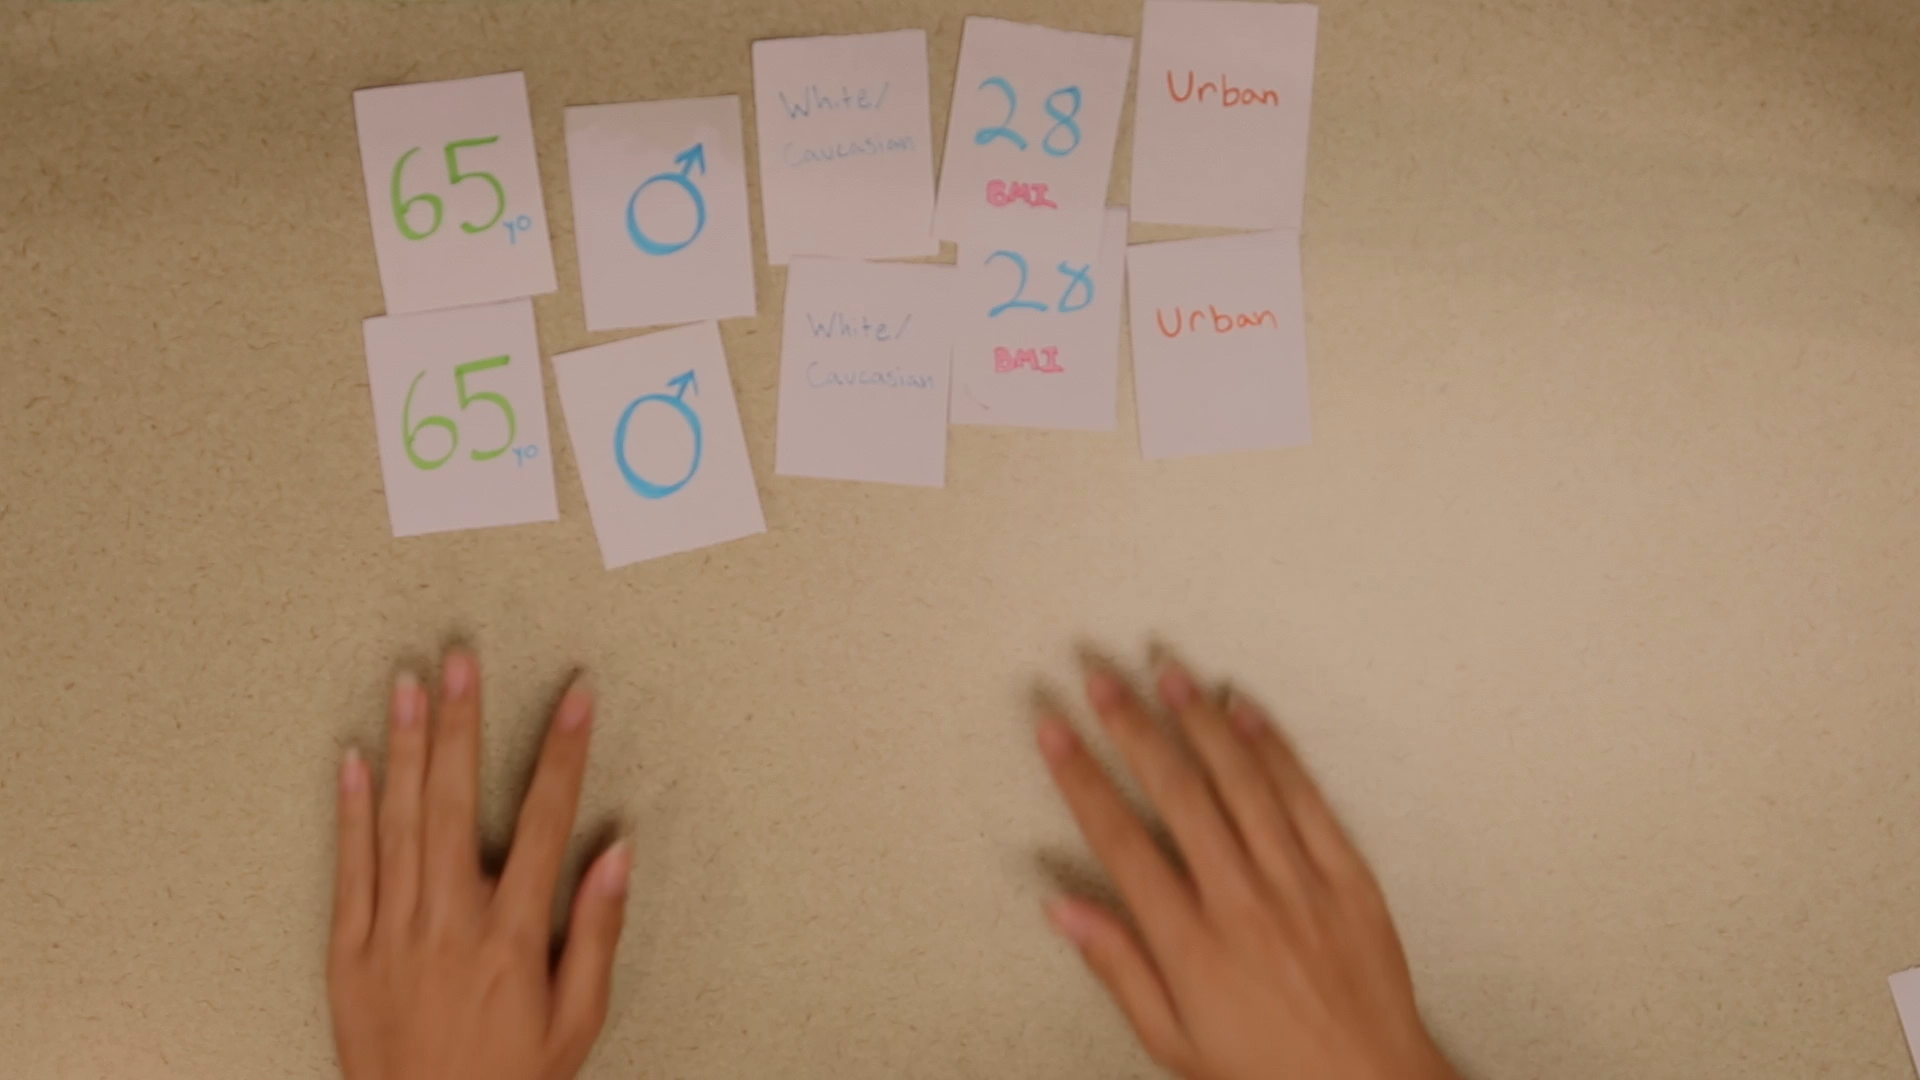 65 yo
♂
White/
Caucasian
28
BMI
Urban
65 yo
♂
White/
Caucasian
28
BMI
Urban